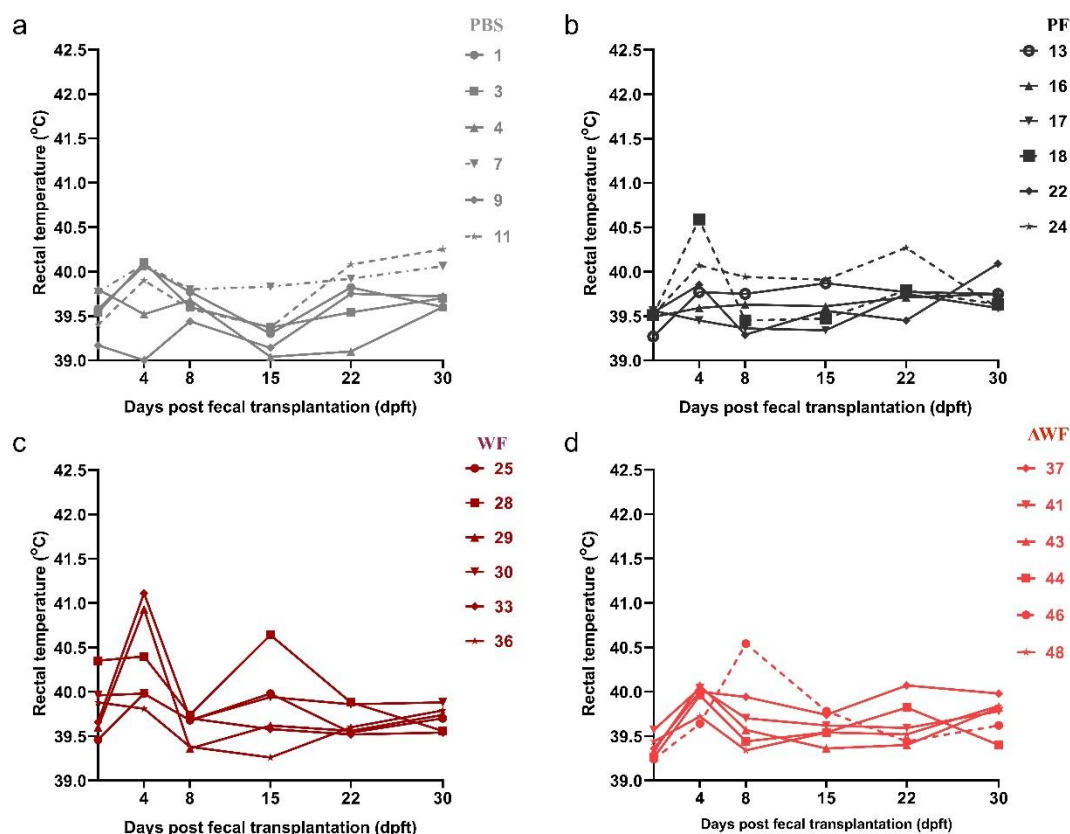 a
PBS
42.5
42.0
41.5
41.0
40.5
40.0
39.5
39.0
Rectal temperature (°C)
4 8 15 22 30
Days post fecal transplantation (dpft)
1
3
4
7
9
11
b
PF
42.5
42.0
41.5
41.0
40.5
40.0
39.5
39.0
Rectal temperature (°C)
4 8 15 22 30
Days post fecal transplantation (dpft)
13
16
17
18
22
24
c
WF
42.5
42.0
41.5
41.0
40.5
40.0
39.5
39.0
Rectal temperature (°C)
4 8 15 22 30
Days post fecal transplantation (dpft)
25
28
29
30
33
36
d
ΔWF
42.5
42.0
41.5
41.0
40.5
40.0
39.5
39.0
Rectal temperature (°C)
4 8 15 22 30
Days post fecal transplantation (dpft)
37
41
43
44
46
48